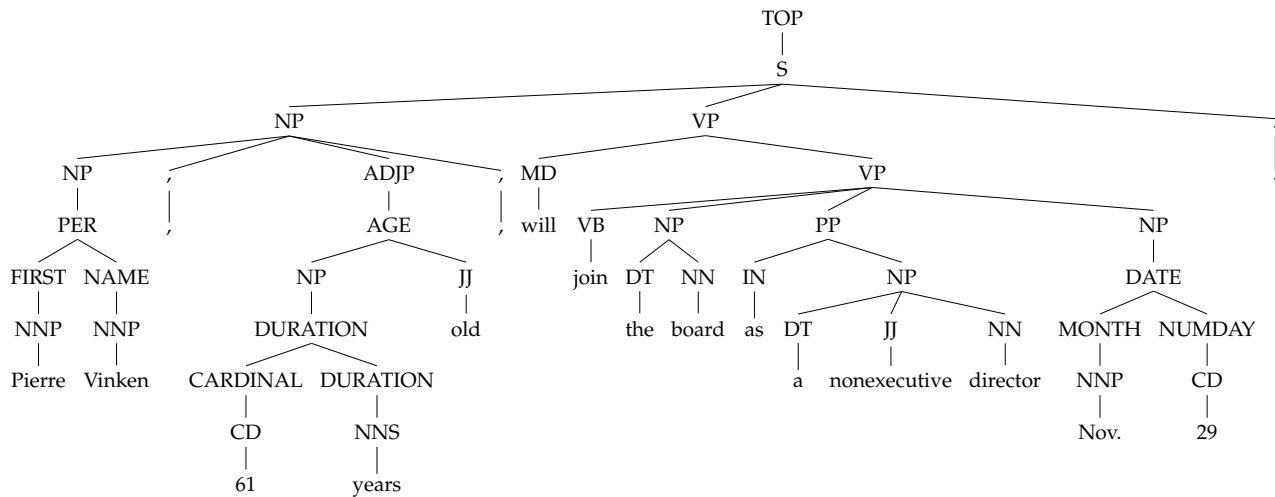 TOP
S
NP VP .
NP , ADJP , MD VP .
PER , AGE , will VB NP PP NP
FIRST NAME NP JJ join DT NN IN NP DATE
NNP NNP DURATION old the board as DT JJ NN MONTH NUMDAY
Pierre Vinken CARDINAL DURATION a nonexecutive director NNP CD
CD NNS Nov. 29
61 years